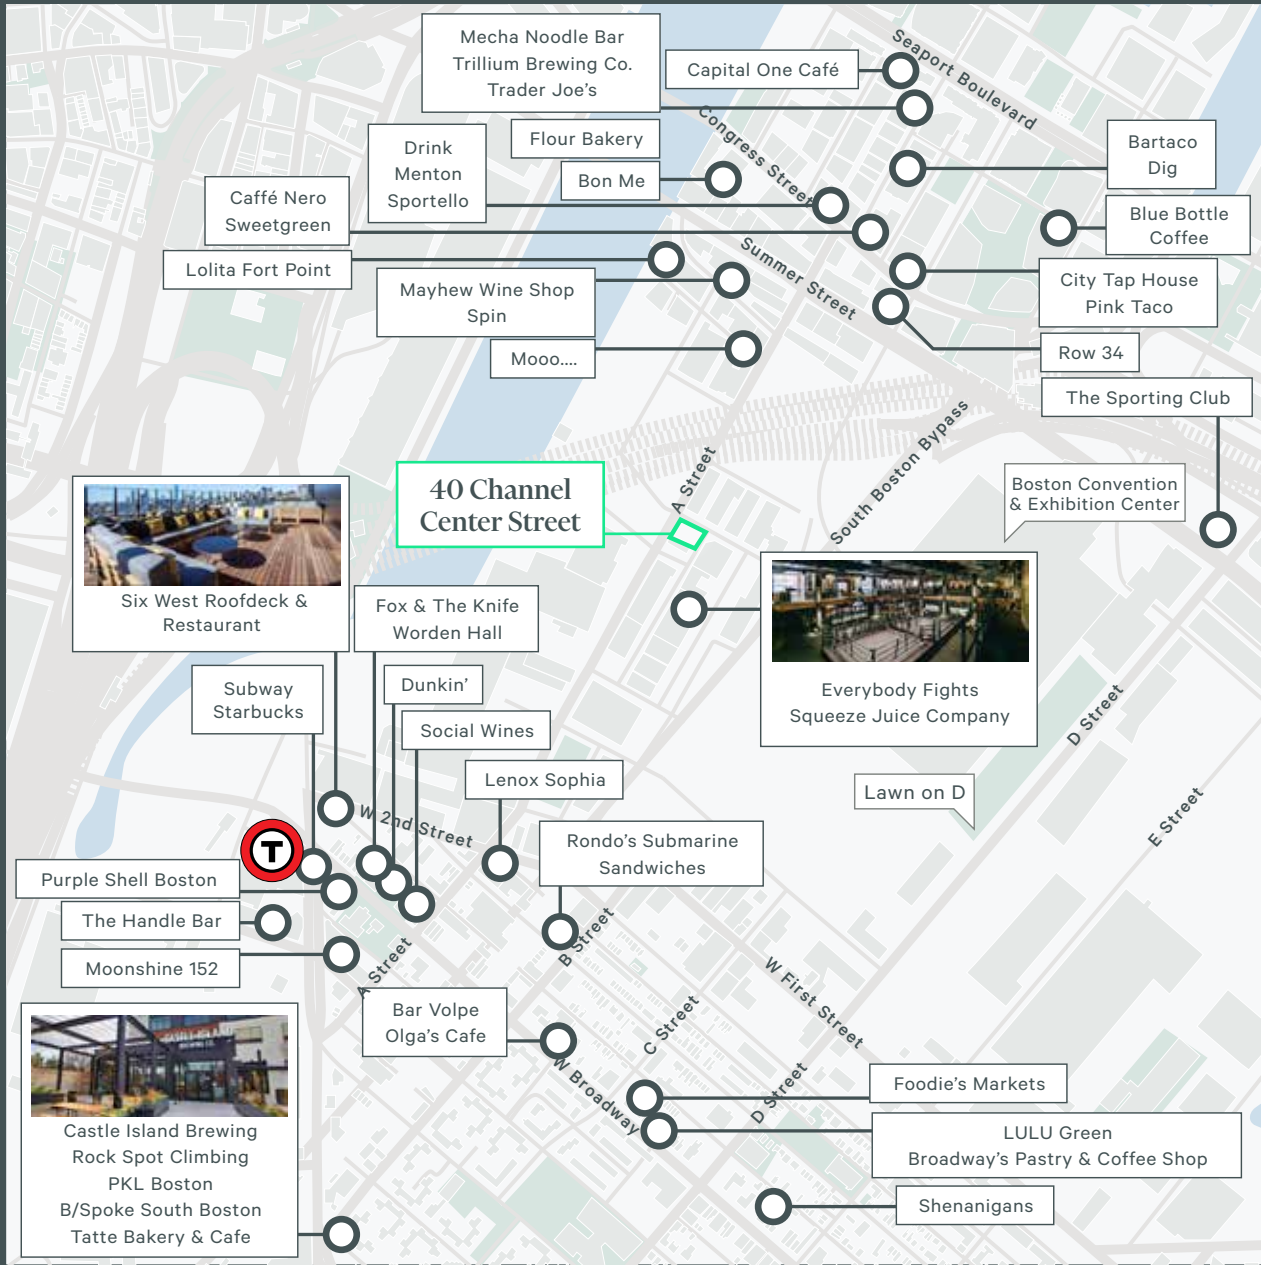 Mecha Noodle Bar
Trillium Brewing Co.
Trader Joe's
Capital One Café
Seaport Boulevard
Congress Street
Flour Bakery
Bon Me
Drink
Menton
Sportello
Bartaco
Dig
Caffé Nero
Sweetgreen
Blue Bottle
Coffee
Lolita Fort Point
Summer Street
Mayhew Wine Shop
Spin
City Tap House
Pink Taco
Mooo....
Row 34
The Sporting Club
A Street
South Boston Bypass
40 Channel
Center Street
Boston Convention
& Exhibition Center
Six West Roofdeck &
Restaurant
Fox & The Knife
Worden Hall
Everybody Fights
Squeeze Juice Company
Subway
Starbucks
Dunkin'
Social Wines
D Street
Lenox Sophia
Lawn on D
E Street
W 2nd Street
T
Rondo's Submarine
Sandwiches
Purple Shell Boston
The Handle Bar
Moonshine 152
A Street
B Street
W First Street
Bar Volpe
Olga's Cafe
C Street
W Broadway
D Street
Foodie's Markets
LULU Green
Broadway's Pastry & Coffee Shop
Castle Island Brewing
Rock Spot Climbing
PKL Boston
B/Spoke South Boston
Tatte Bakery & Cafe
Shenanigans